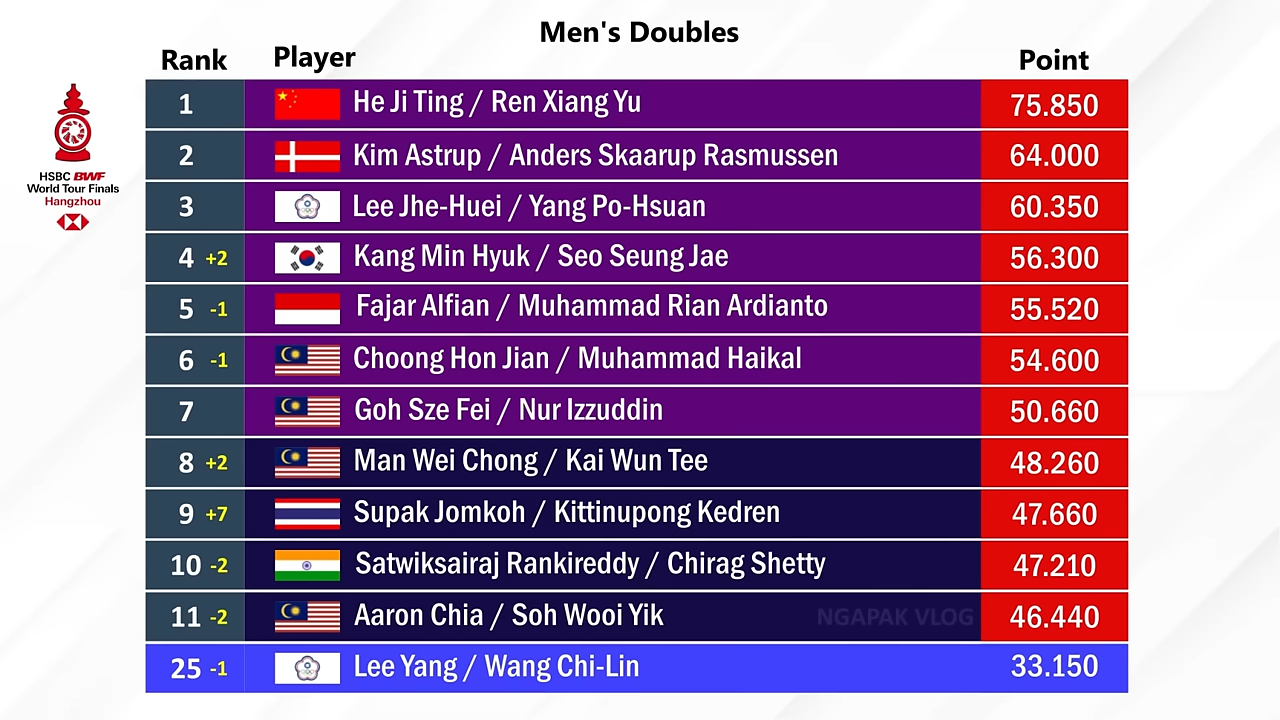 Men's Doubles
Rank Player Point
HSBC BWF
World Tour Finals
Hangzhou
1 He Ji Ting / Ren Xiang Yu 75.850
2 Kim Astrup / Anders Skaarup Rasmussen 64.000
3 Lee Jhe-Huei / Yang Po-Hsuan 60.350
4 +2 Kang Min Hyuk / Seo Seung Jae 56.300
5 -1 Fajar Alfian / Muhammad Rian Ardianto 55.520
6 -1 Choong Hon Jian / Muhammad Haikal 54.600
7 Goh Sze Fei / Nur Izzuddin 50.660
8 +2 Man Wei Chong / Kai Wun Tee 48.260
9 +7 Supak Jomkoh / Kittinupong Kedren 47.660
10 -2 Satwiksairaj Rankireddy / Chirag Shetty 47.210
11 -2 Aaron Chia / Soh Wooi Yik NGAPAK VLOG 46.440
25 -1 Lee Yang / Wang Chi-Lin 33.150